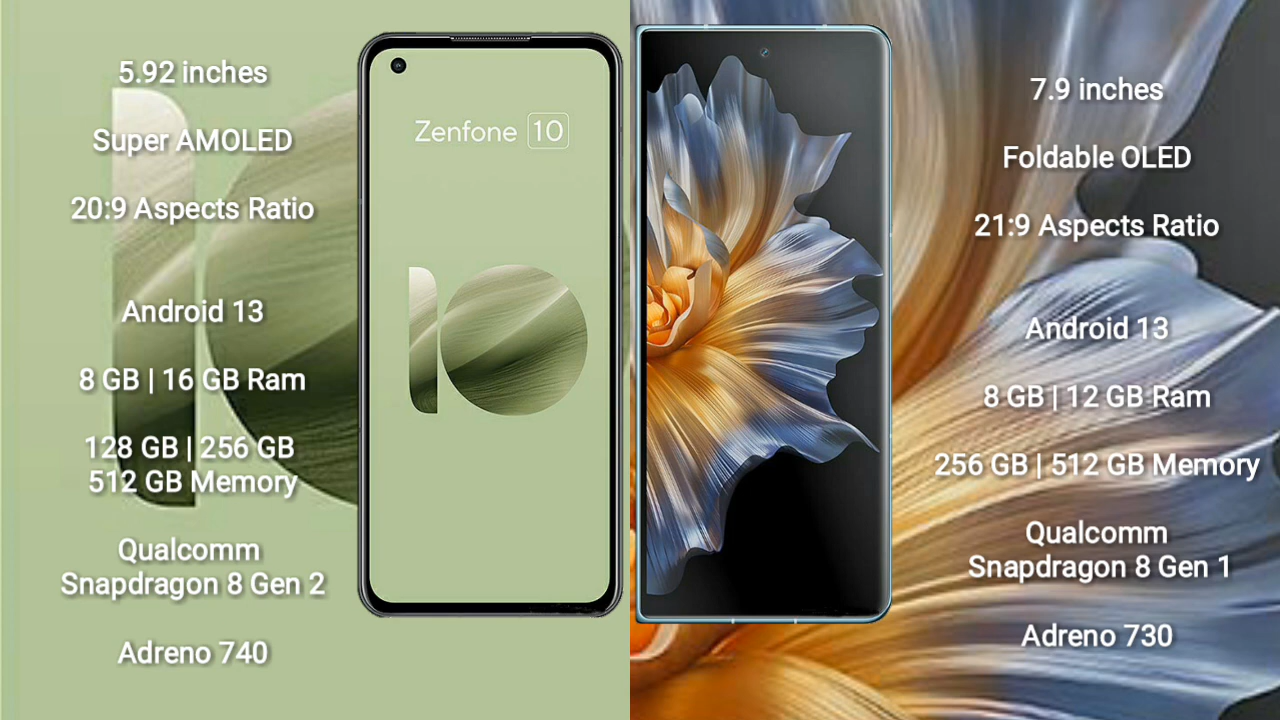 5.92 inches
Super AMOLED
20:9 Aspects Ratio
Android 13
8 GB | 16 GB Ram
128 GB | 256 GB
512 GB Memory
Qualcomm
Snapdragon 8 Gen 2
Adreno 740
Zenfone 10
10
7.9 inches
Foldable OLED
21:9 Aspects Ratio
Android 13
8 GB | 12 GB Ram
256 GB | 512 GB Memory
Qualcomm
Snapdragon 8 Gen 1
Adreno 730